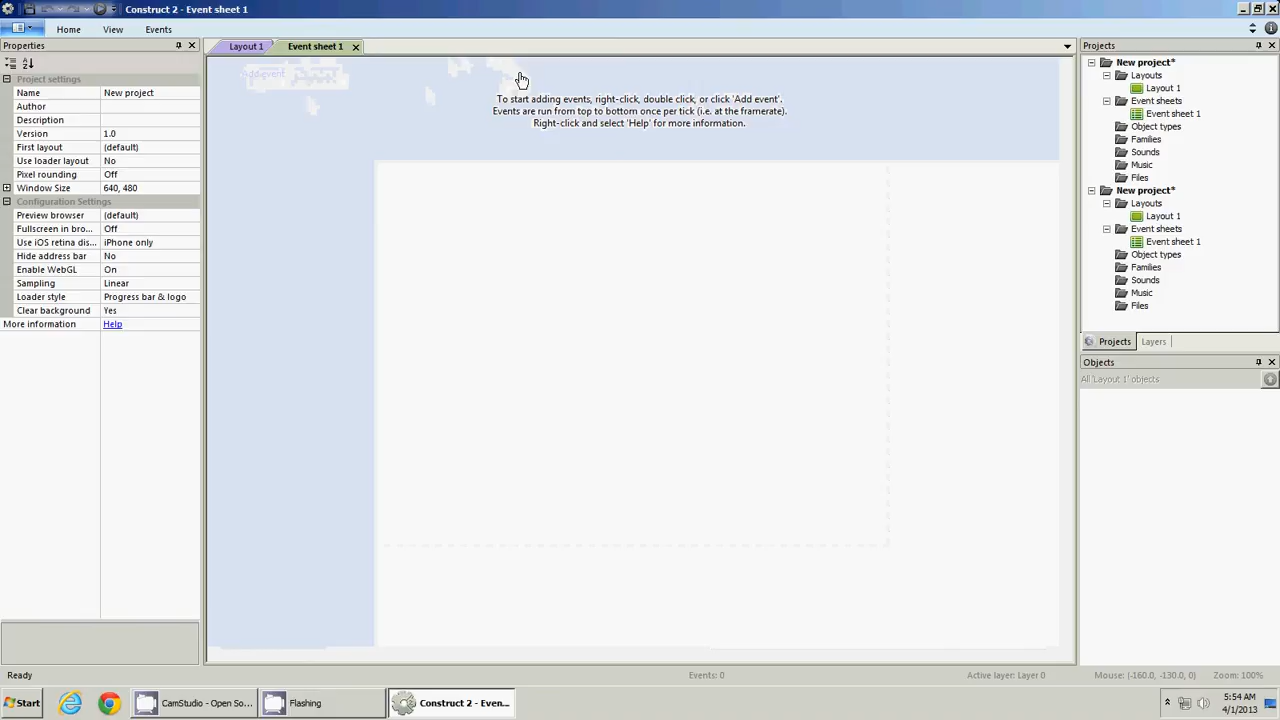 Construct 2 - Event sheet 1
Home
View
Events
Properties
Layout 1
Event sheet 1
Project settings
Name
New project
Author
Description
Version
1.0
First layout
(default)
Use loader layout
No
Pixel rounding
Off
Window Size
640, 480
Configuration Settings
Preview browser
(default)
Fullscreen in bro...
Off
Use iOS retina dis...
iPhone only
Hide address bar
No
Enable WebGL
On
Sampling
Linear
Loader style
Progress bar & logo
Clear background
Yes
More information
Help
Add event
To start adding events, right-click, double click, or click 'Add event'.
Events are run from top to bottom once per tick (i.e. at the framerate).
Right-click and select 'Help' for more information.
Projects
New project*
Layouts
Layout 1
Event sheets
Event sheet 1
Object types
Families
Sounds
Music
Files
New project*
Layouts
Layout 1
Event sheets
Event sheet 1
Object types
Families
Sounds
Music
Files
Projects
Layers
Objects
All 'Layout 1' objects
Ready
Events: 0
Active layer: Layer 0
Mouse: (-160.0, -130.0, 0)
Zoom: 100%
Start
CamStudio - Open So...
Flashing
Construct 2 - Even...
5:54 AM
4/1/2013